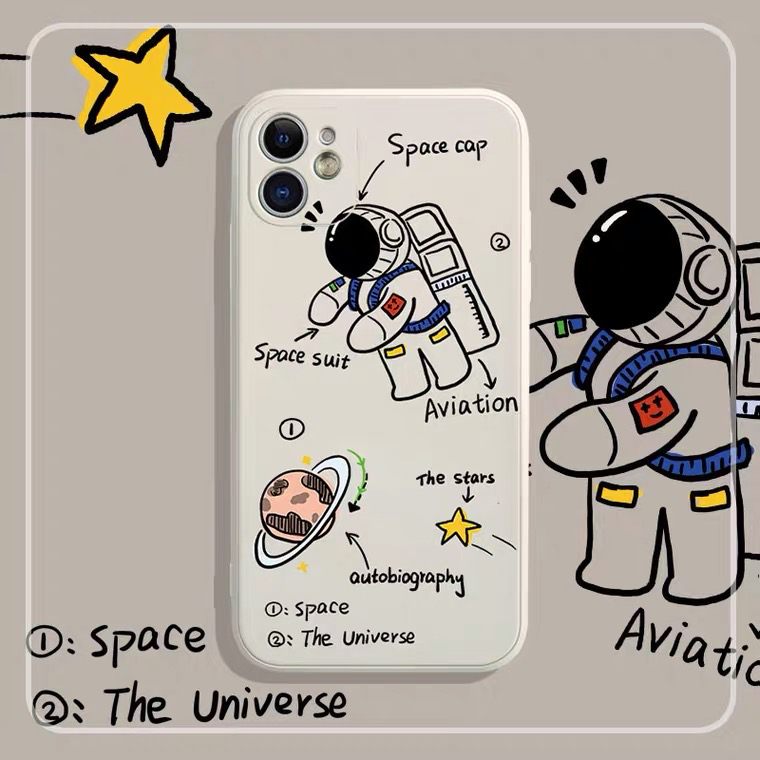 Space cap
②
Space suit
Aviation
①
The stars
autobiography
①: Space
②: The Universe
①: Space
②: The Universe
Aviatio